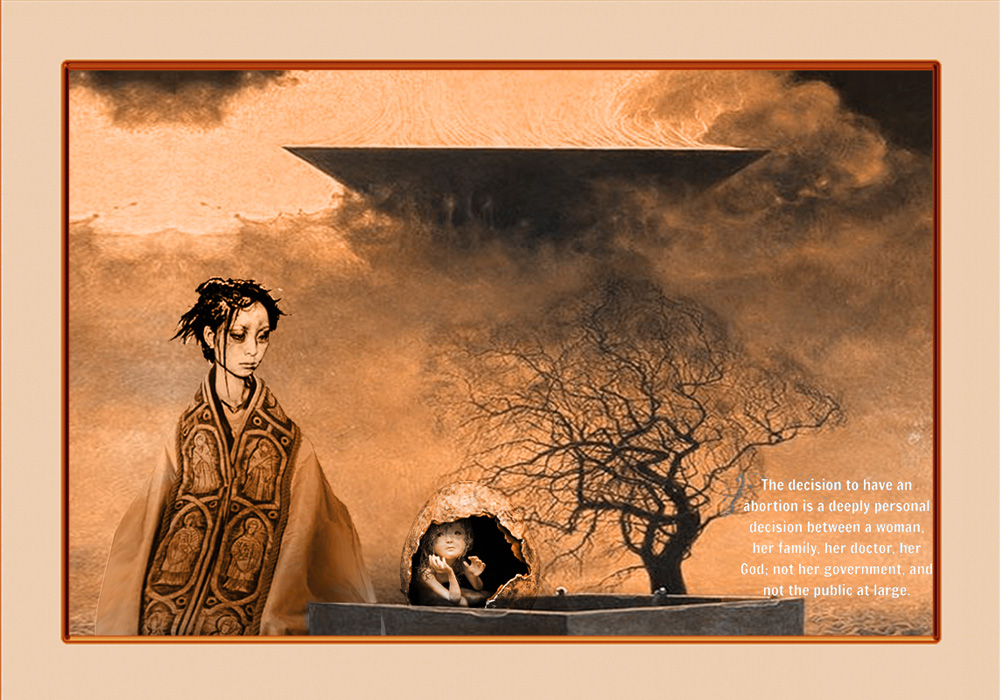 The decision to have an
abortion is a deeply personal
decision between a woman,
her family, her doctor, her
God; not her government, and
not the public at large.